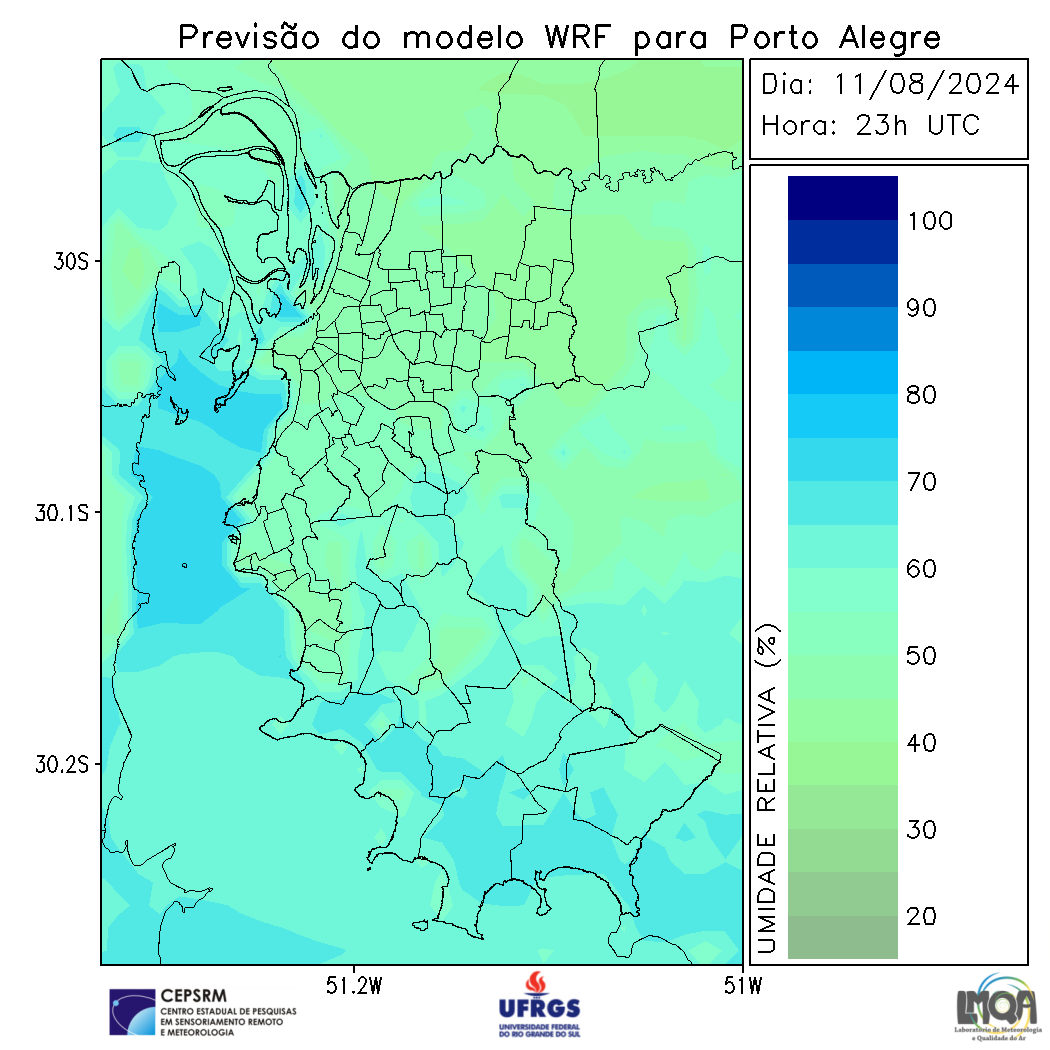 Previsão do modelo WRF para Porto Alegre
Dia: 11/08/2024
Hora: 23h UTC
30S
30.1S
30.2S
51.2W
51W
UMIDADE RELATIVA (%)
100
90
80
70
60
50
40
30
20
CEPSRM
CENTRO ESTADUAL DE PESQUISAS
EM SENSORIAMENTO REMOTO
E METEOROLOGIA
UFRGS
UNIVERSIDADE FEDERAL
DO RIO GRANDE DO SUL
LMQA
Laboratório de Meteorologia
e Qualidade do Ar